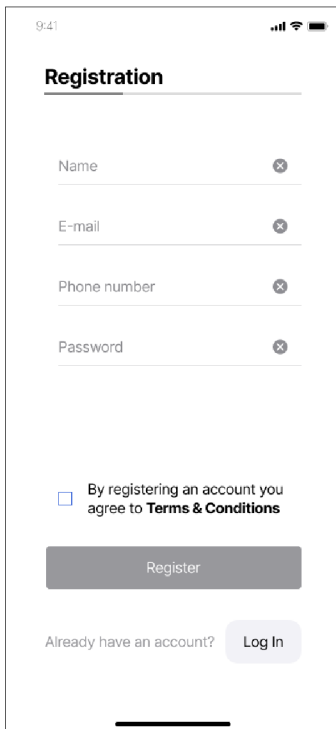 9:41
Registration
Name
E-mail
Phone number
Password
By registering an account you
agree to Terms & Conditions
Register
Already have an account? Log In